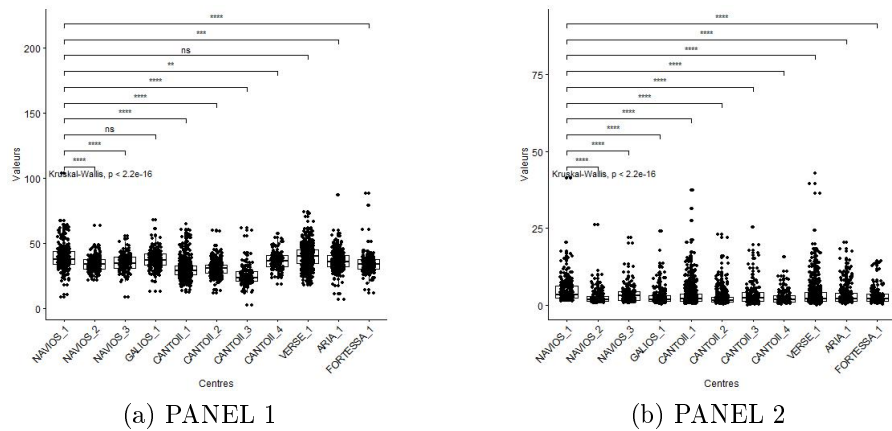 ****
***
ns
**
****
****
****
ns
****
****
Kruskal-Wallis, p < 2.2e-16
200
150
100
50
0
Valeurs
NAVIOS_1
NAVIOS_2
NAVIOS_3
GALIOS_1
CANTOII_1
CANTOII_2
CANTOII_3
CANTOII_4
VERSE_1
ARIA_1
FORTESSA_1
Centres
(a) PANEL 1
****
****
****
****
****
****
****
****
****
****
Kruskal-Wallis, p < 2.2e-16
75
50
25
0
Valeurs
NAVIOS_1
NAVIOS_2
NAVIOS_3
GALIOS_1
CANTOII_1
CANTOII_2
CANTOII_3
CANTOII_4
VERSE_1
ARIA_1
FORTESSA_1
Centres
(b) PANEL 2